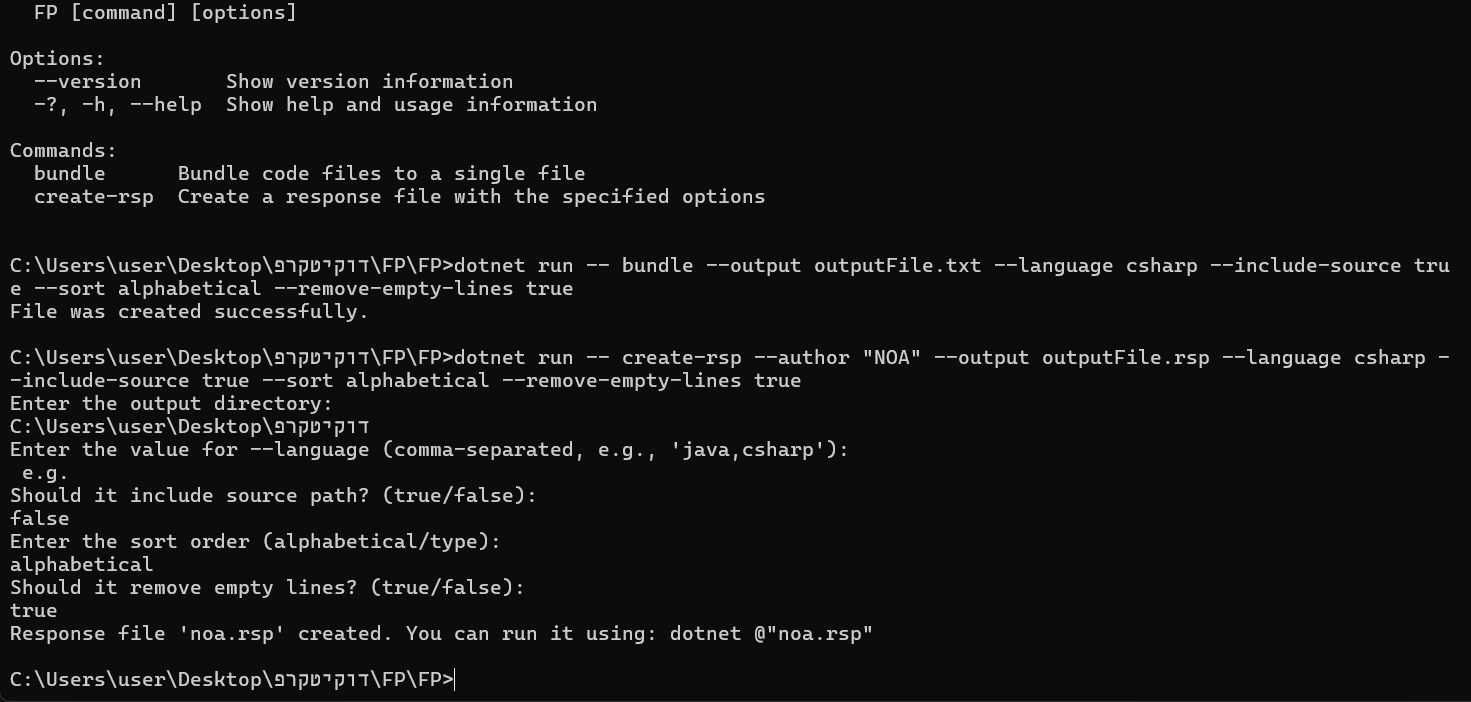 FP [command] [options]
Options:
--version Show version information
-?, -h, --help Show help and usage information
Commands:
bundle Bundle code files to a single file
create-rsp Create a response file with the specified options
C:\Users\user\Desktop\פרקטיקוד\FP\FP>dotnet run -- bundle --output outputFile.txt --language csharp --include-source tru
e --sort alphabetical --remove-empty-lines true
File was created successfully.
C:\Users\user\Desktop\פרקטיקוד\FP\FP>dotnet run -- create-rsp --author "NOA" --output outputFile.rsp --language csharp -
-include-source true --sort alphabetical --remove-empty-lines true
Enter the output directory:
C:\Users\user\Desktop\פרקטיקוד
Enter the value for --language (comma-separated, e.g., 'java,csharp'):
e.g.
Should it include source path? (true/false):
false
Enter the sort order (alphabetical/type):
alphabetical
Should it remove empty lines? (true/false):
true
Response file 'noa.rsp' created. You can run it using: dotnet @"noa.rsp"
C:\Users\user\Desktop\פרקטיקוד\FP\FP>